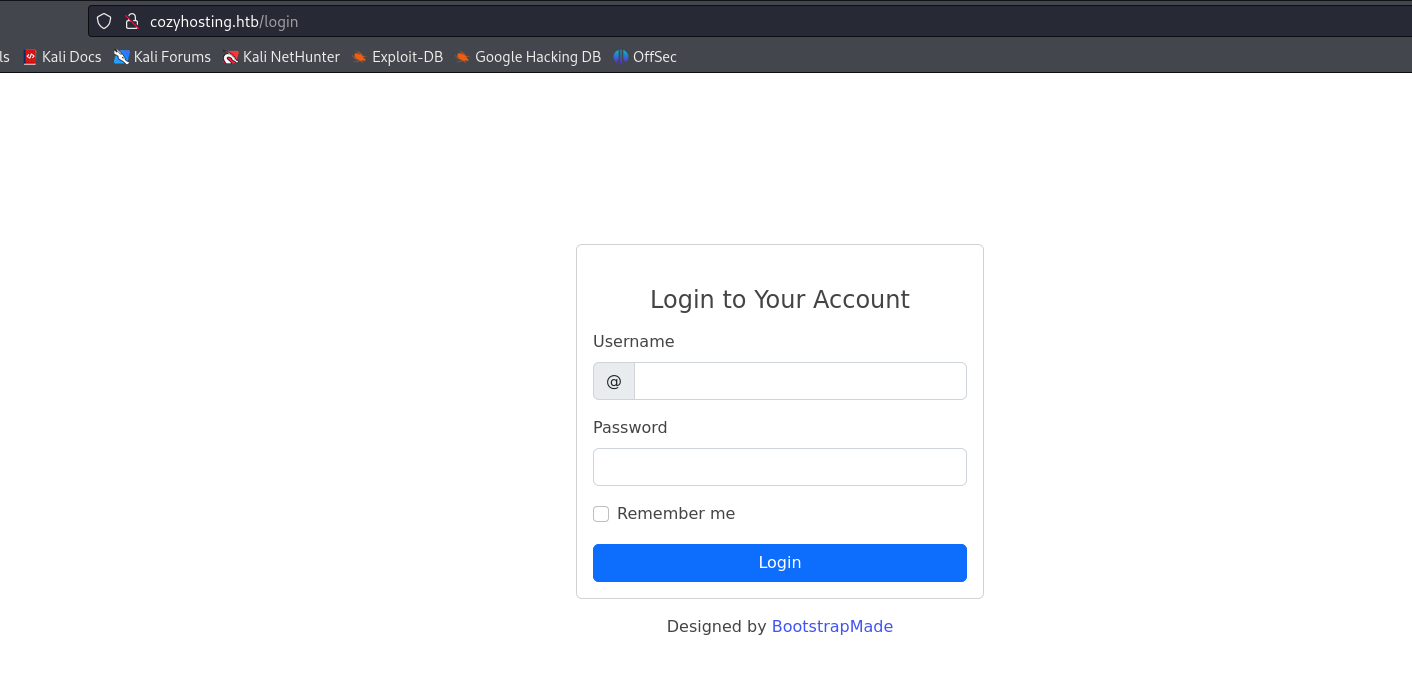 cozyhosting.htb/login
ls Kali Docs Kali Forums Kali NetHunter Exploit-DB Google Hacking DB OffSec
Login to Your Account
Username
@
Password
Remember me
Login
Designed by BootstrapMade